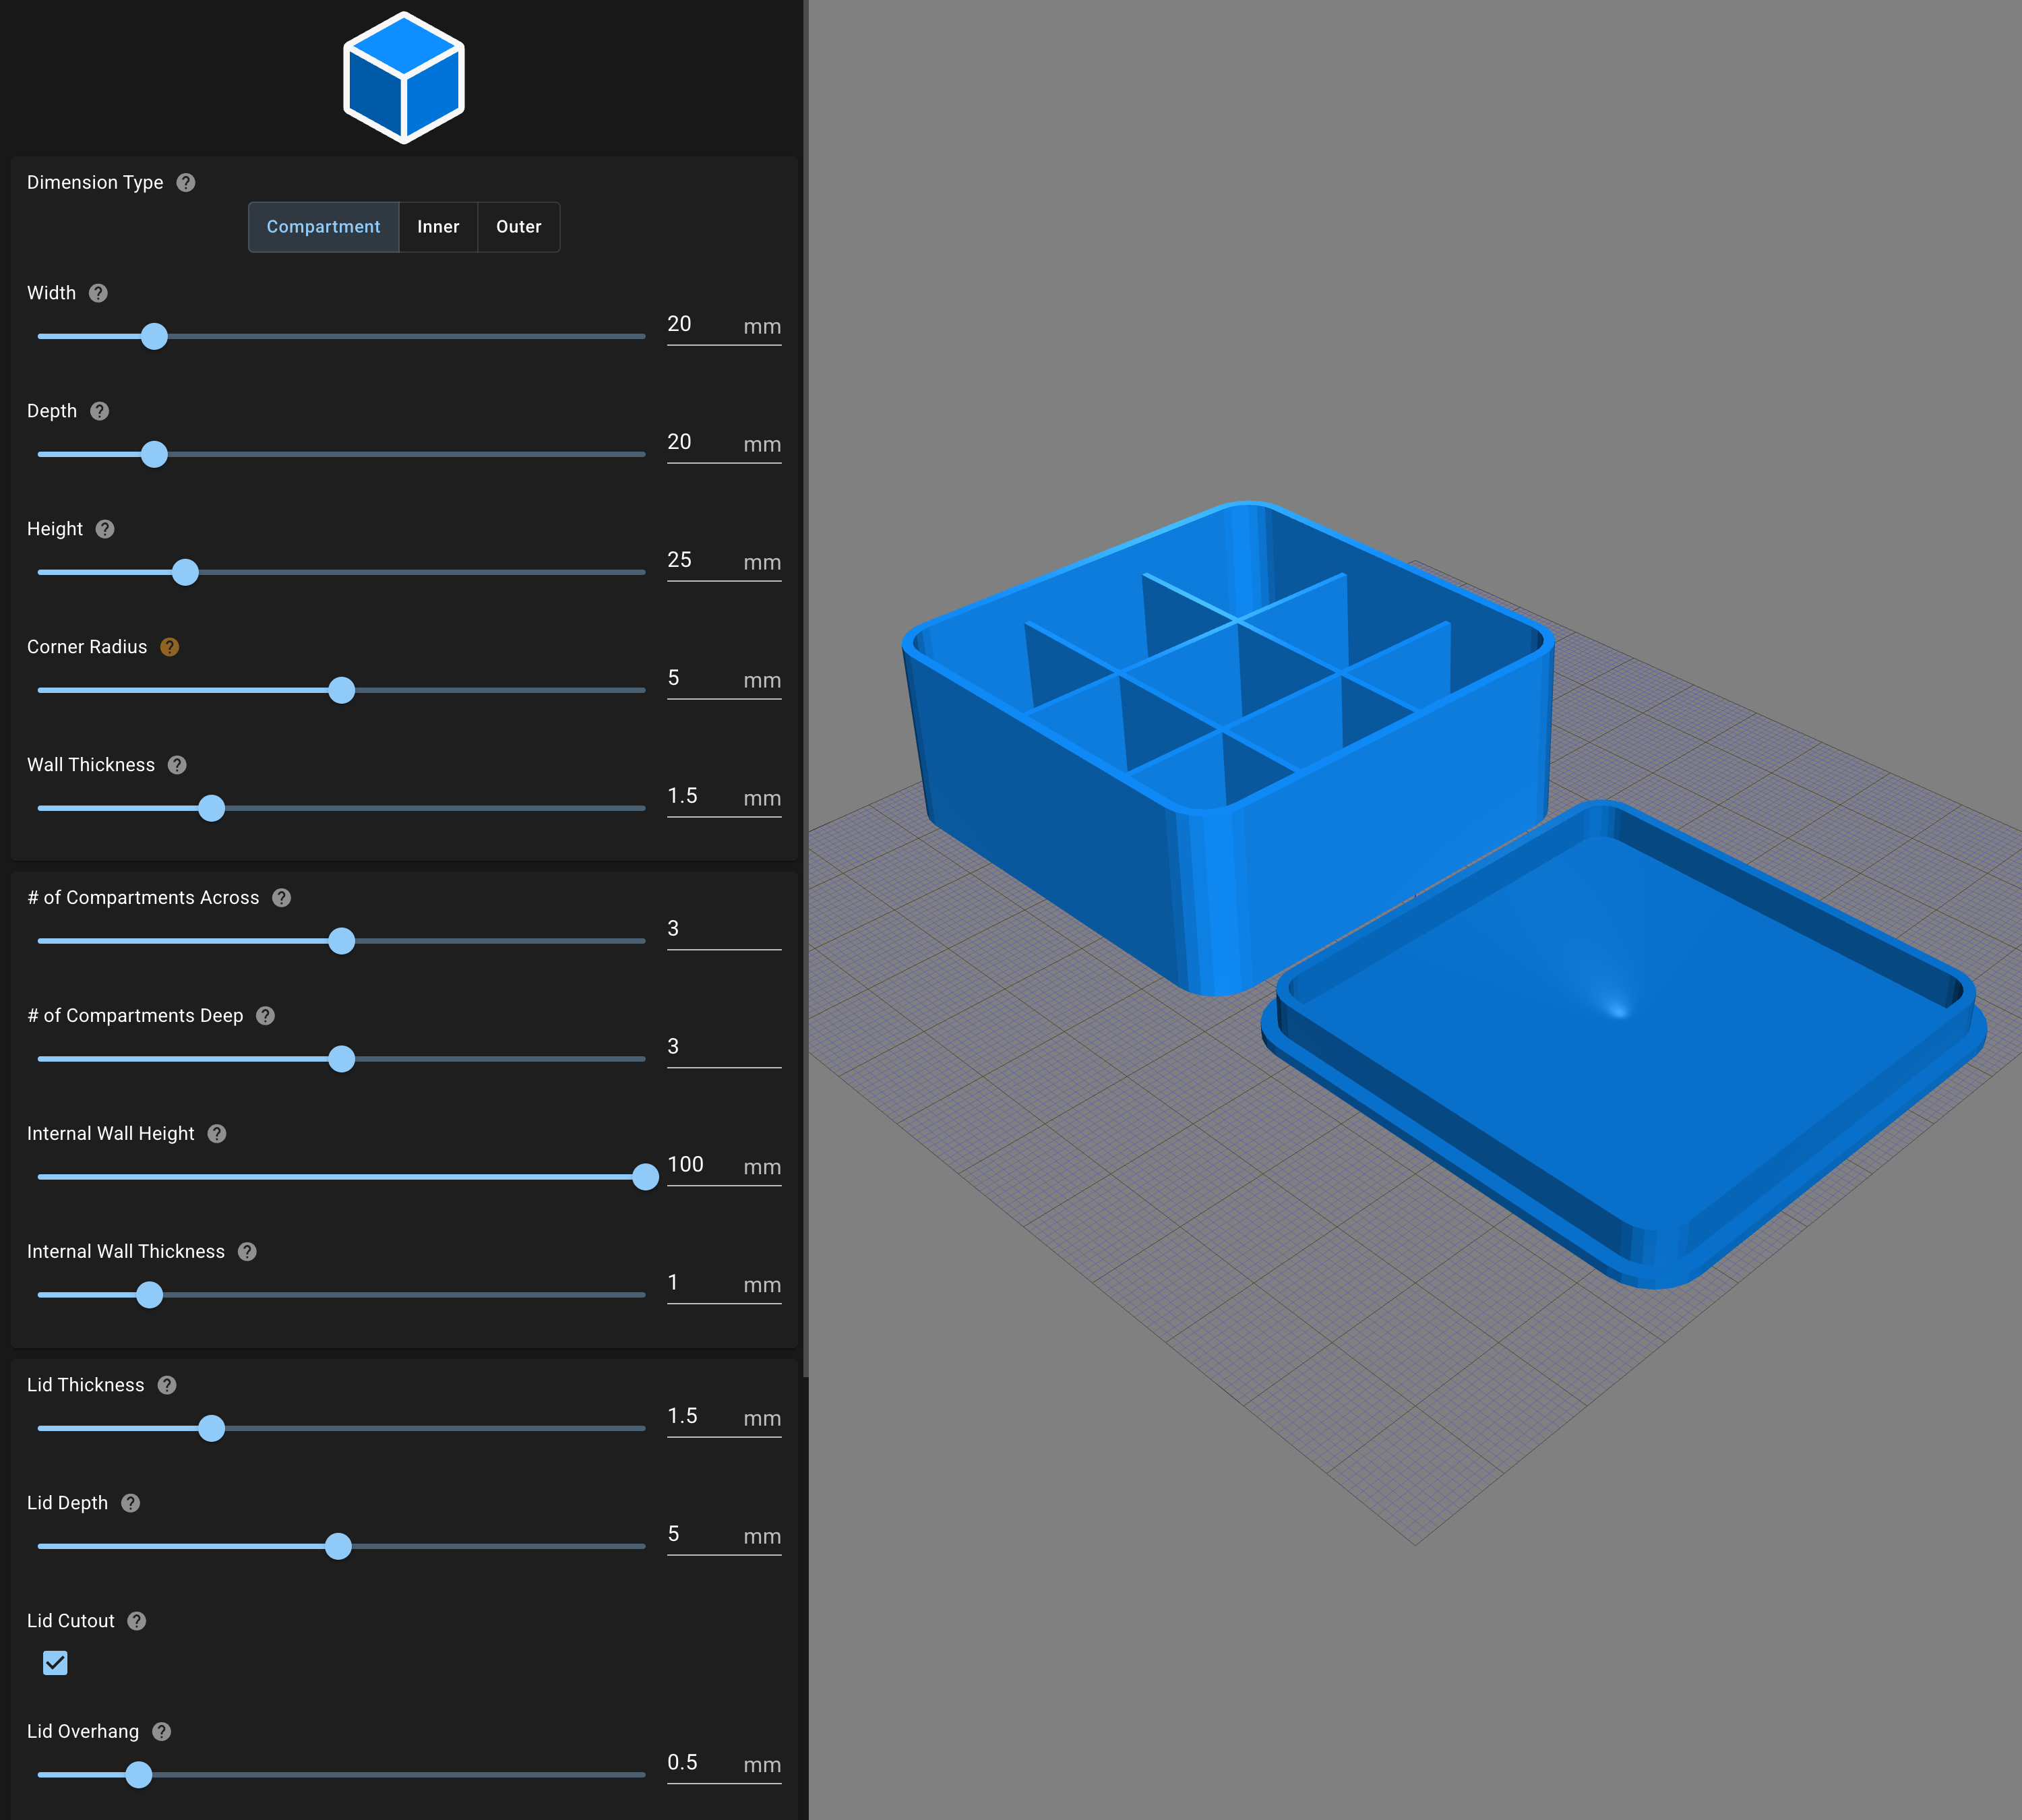 Dimension Type ?
Compartment Inner Outer
Width ?
20 mm
Depth ?
20 mm
Height ?
25 mm
Corner Radius ?
5 mm
Wall Thickness ?
1.5 mm
# of Compartments Across ?
3
# of Compartments Deep ?
3
Internal Wall Height ?
100 mm
Internal Wall Thickness ?
1 mm
Lid Thickness ?
1.5 mm
Lid Depth ?
5 mm
Lid Cutout ?
Lid Overhang ?
0.5 mm